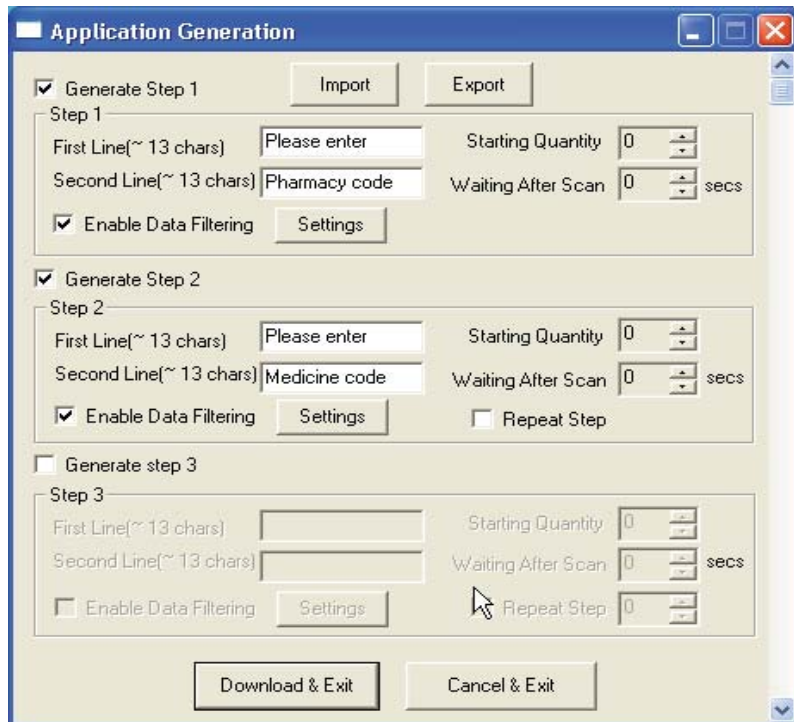 Application Generation
Generate Step 1 Import Export
Step 1
First Line(~ 13 chars) Please enter Starting Quantity 0
Second Line(~ 13 chars) Pharmacy code Waiting After Scan 0 secs
Enable Data Filtering Settings
Generate Step 2
Step 2
First Line(~ 13 chars) Please enter Starting Quantity 0
Second Line(~ 13 chars) Medicine code Waiting After Scan 0 secs
Enable Data Filtering Settings Repeat Step
Generate step 3
Step 3
First Line(~ 13 chars) Starting Quantity 0
Second Line(~ 13 chars) Waiting After Scan 0 secs
Enable Data Filtering Settings Repeat Step 0
Download & Exit Cancel & Exit